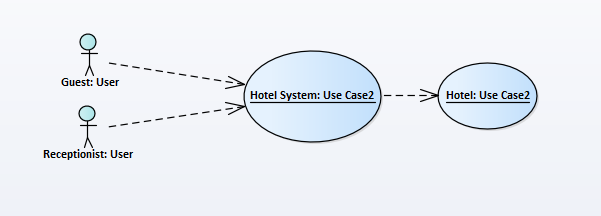 Guest: User
Hotel System: Use Case2
Hotel: Use Case2
Receptionist: User